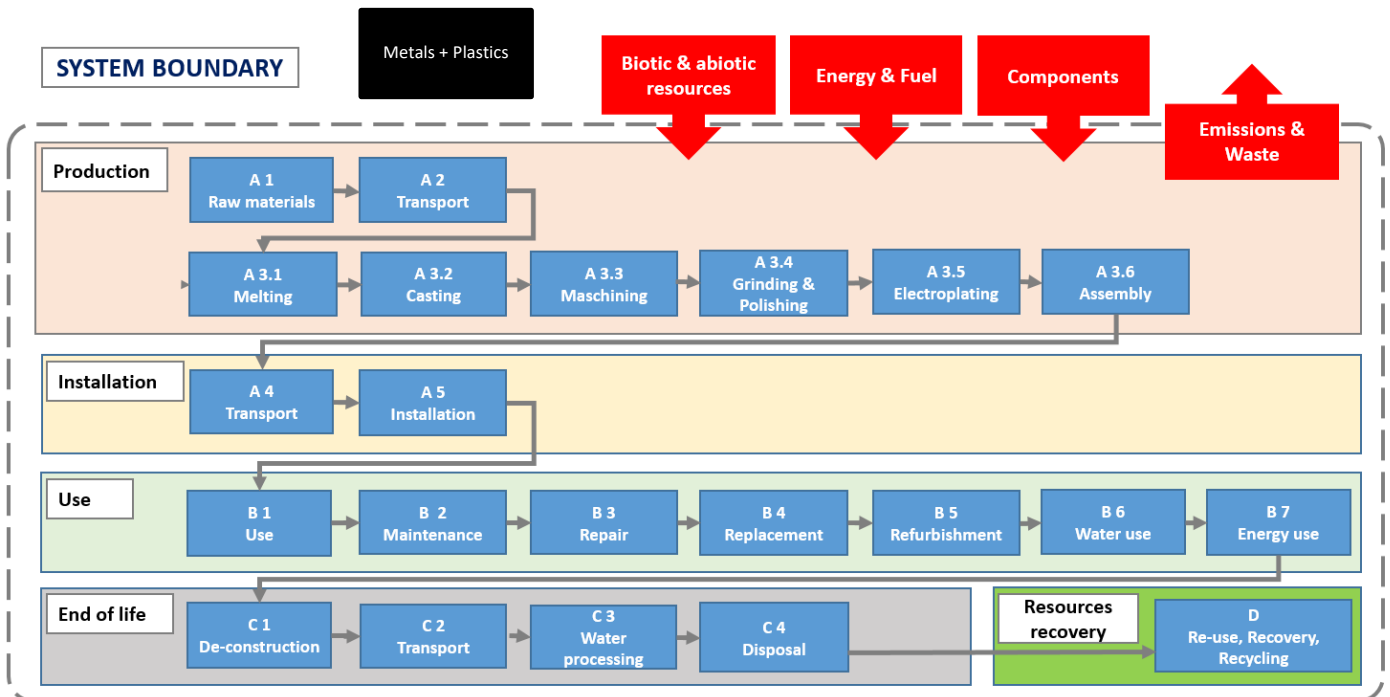 Metals + Plastics
SYSTEM BOUNDARY
Biotic & abiotic
resources
Energy & Fuel
Components
Emissions &
Waste
Production
A 1
Raw materials
A 2
Transport
A 3.1
Melting
A 3.2
Casting
A 3.3
Maschining
A 3.4
Grinding &
Polishing
A 3.5
Electroplating
A 3.6
Assembly
Installation
A 4
Transport
A 5
Installation
Use
B 1
Use
B 2
Maintenance
B 3
Repair
B 4
Replacement
B 5
Refurbishment
B 6
Water use
B 7
Energy use
End of life
C 1
De-construction
C 2
Transport
C 3
Water
processing
C 4
Disposal
Resources
recovery
D
Re-use, Recovery,
Recycling